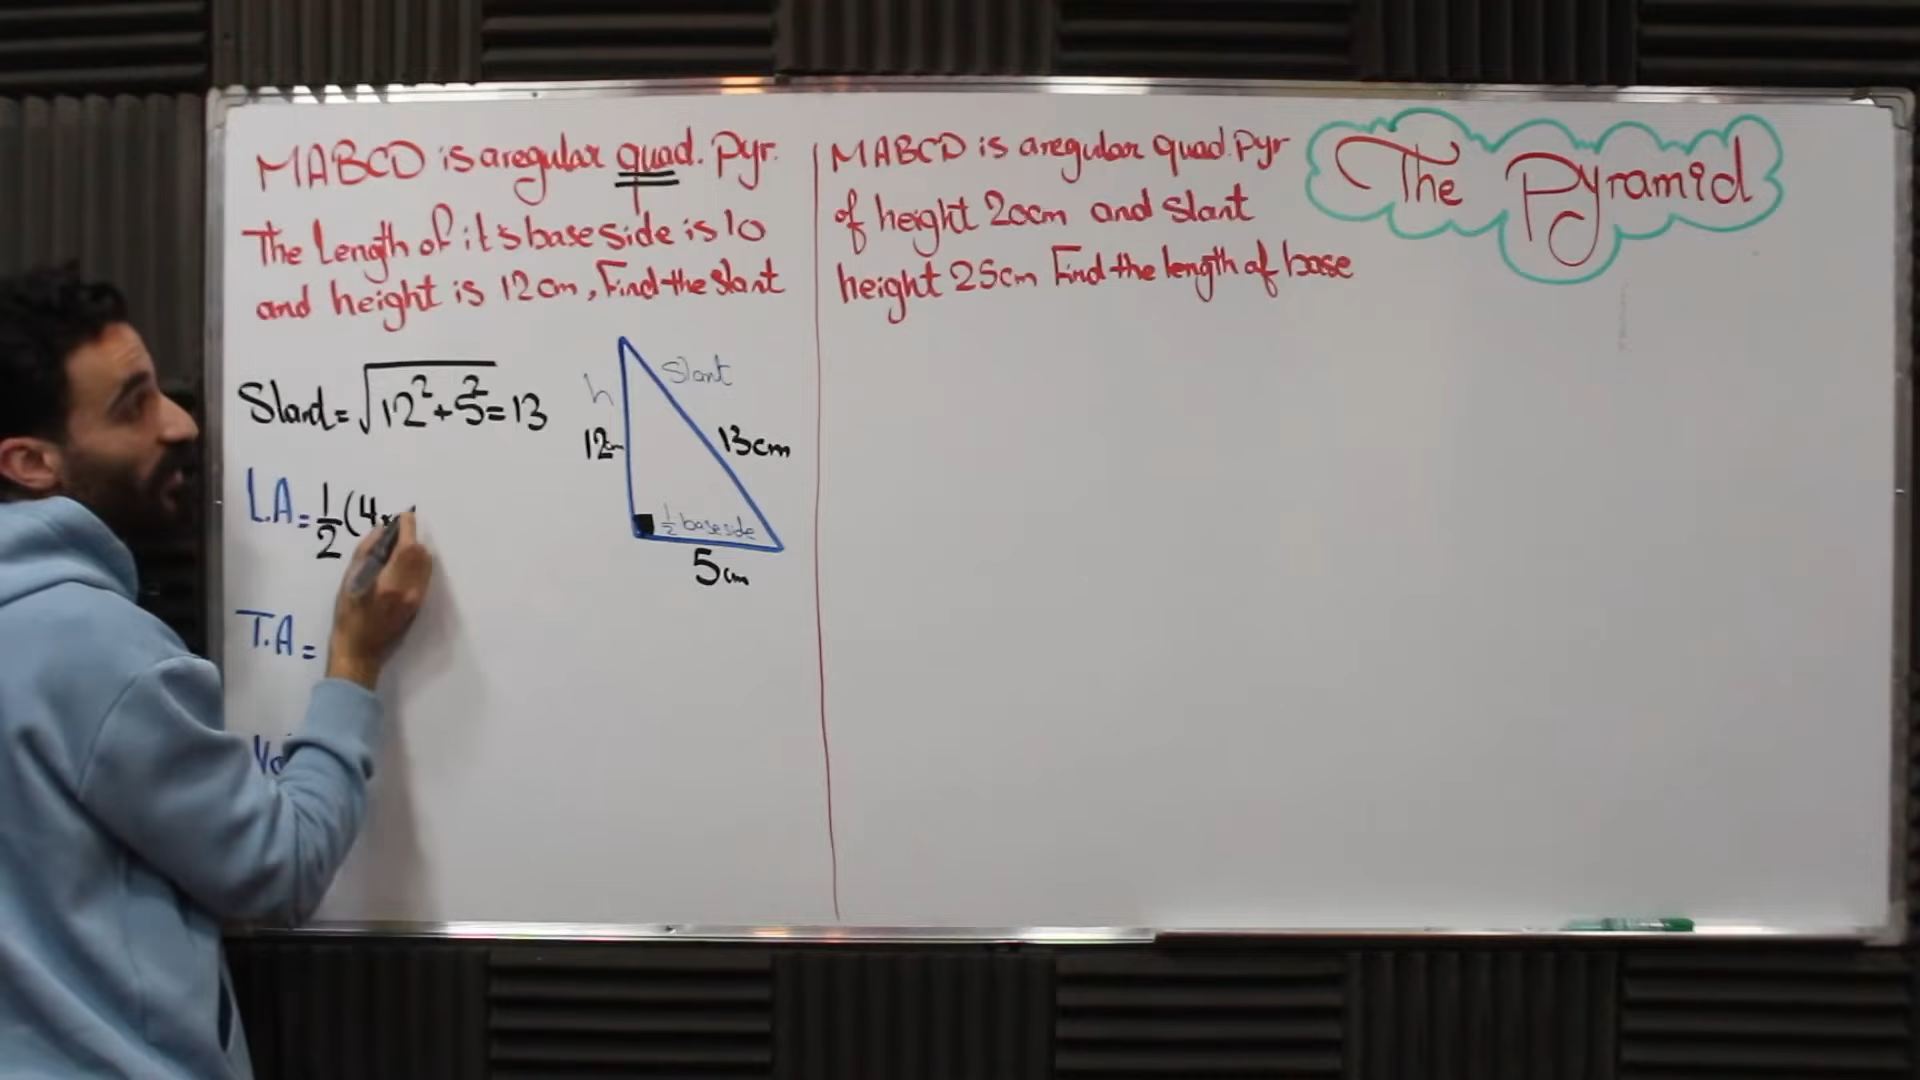 MABCD is aregular quad. Pyr.
The Length of it's base side is 10
and height is 12cm, Find the slant
Slant = √12² + 5² = 13
L.A = 1/2 (4×
T.A =
h
Slant
12cm
13cm
1/2 base side
5cm
MABCD is aregular quad. Pyr
of height 20cm and slant
height 25cm Find the length of base
The Pyramid